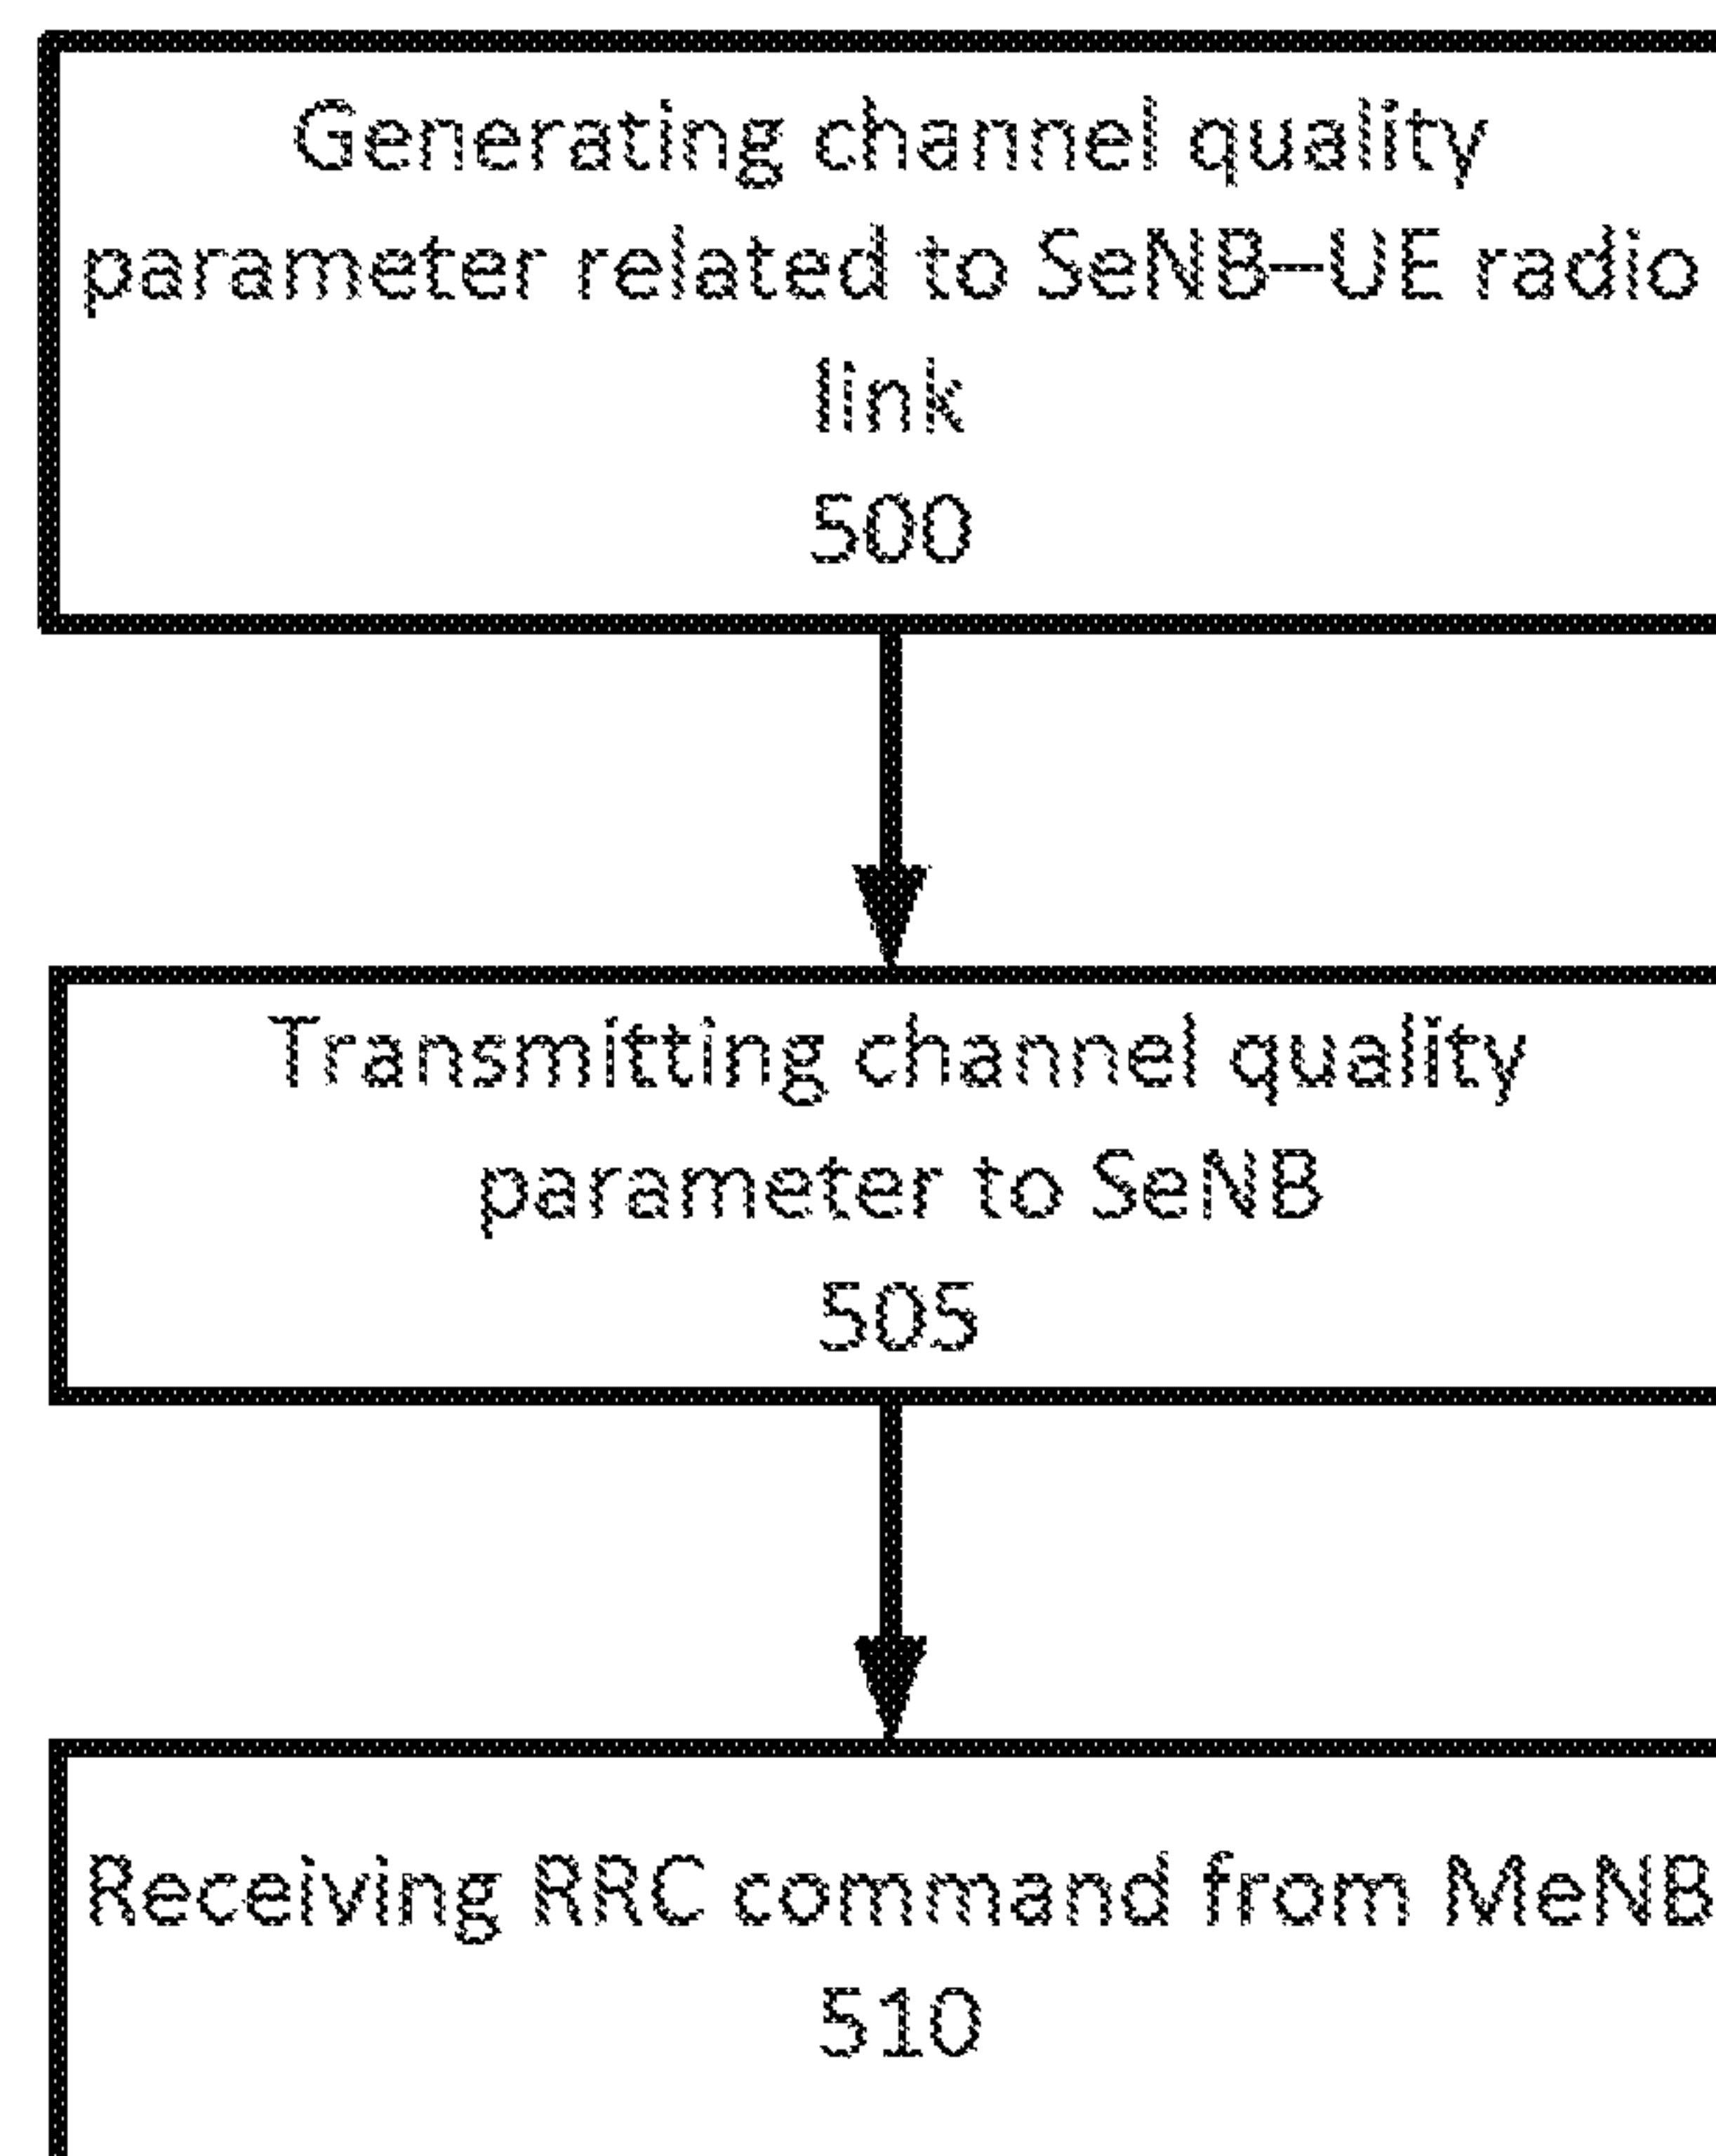 Generating channel quality
parameter related to SeNB–UE radio
link
500
Transmitting channel quality
parameter to SeNB
505
Receiving RRC command from MeNB
510